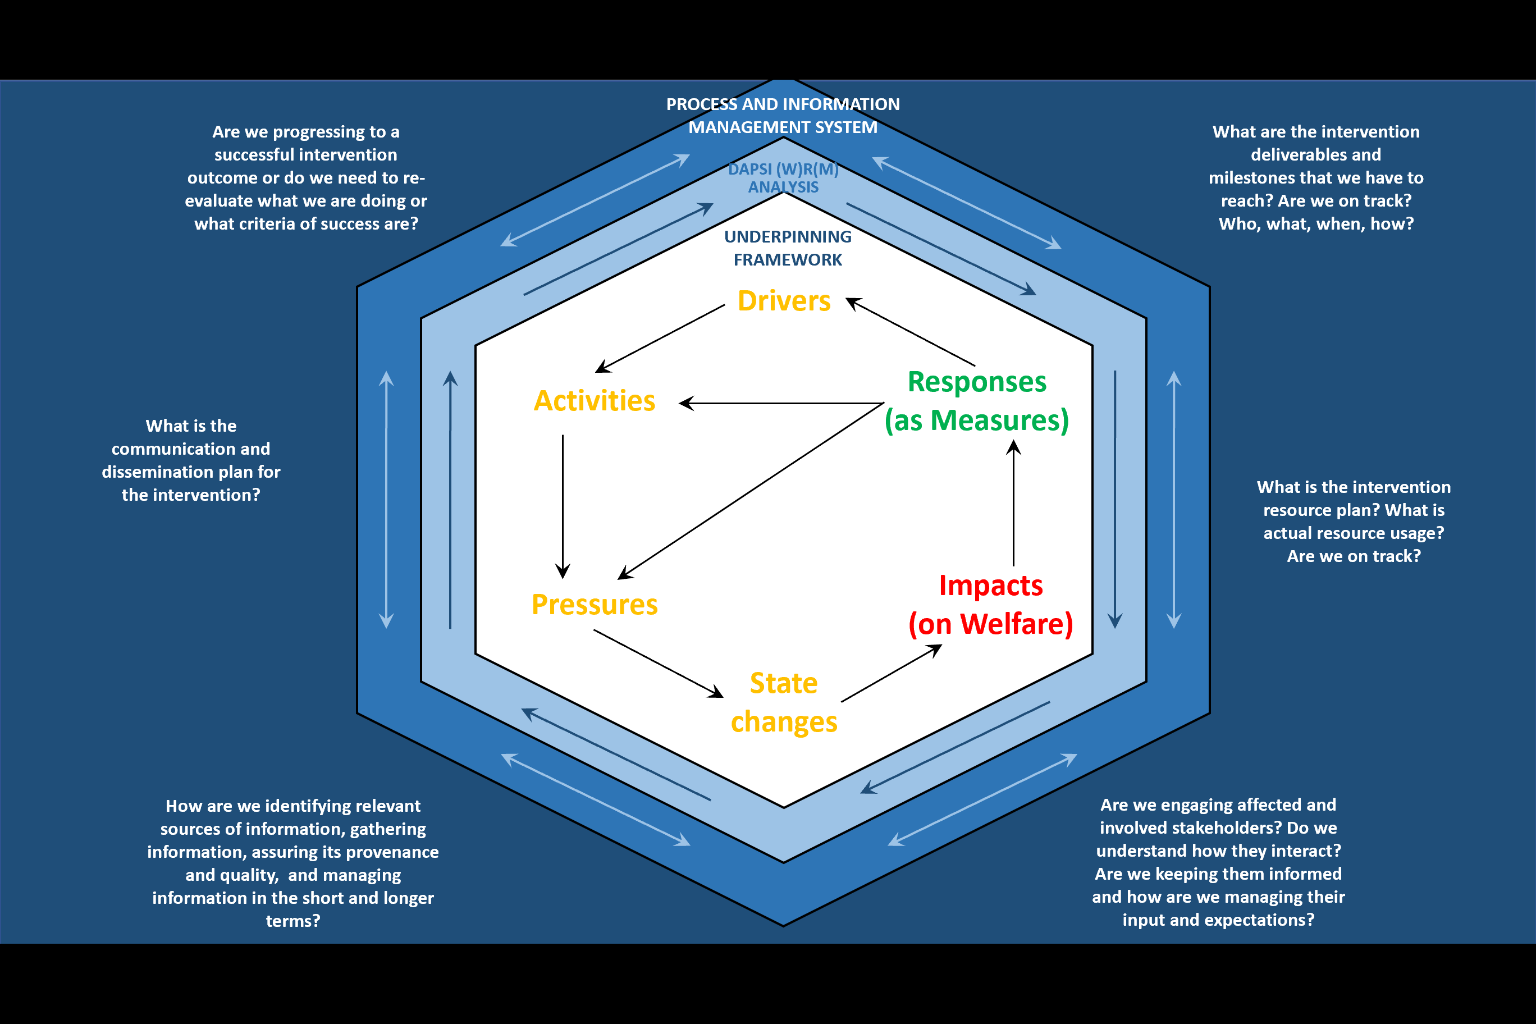 PROCESS AND INFORMATION
MANAGEMENT SYSTEM
DAPSI (W)R(M)
ANALYSIS
UNDERPINNING
FRAMEWORK
Drivers
Activities
Responses
(as Measures)
Pressures
Impacts
(on Welfare)
State
changes
Are we progressing to a
successful intervention
outcome or do we need to re-
evaluate what we are doing or
what criteria of success are?
What are the intervention
deliverables and
milestones that we have to
reach? Are we on track?
Who, what, when, how?
What is the
communication and
dissemination plan for
the intervention?
What is the intervention
resource plan? What is
actual resource usage?
Are we on track?
How are we identifying relevant
sources of information, gathering
information, assuring its provenance
and quality,  and managing
information in the short and longer
terms?
Are we engaging affected and
involved stakeholders? Do we
understand how they interact?
Are we keeping them informed
and how are we managing their
input and expectations?